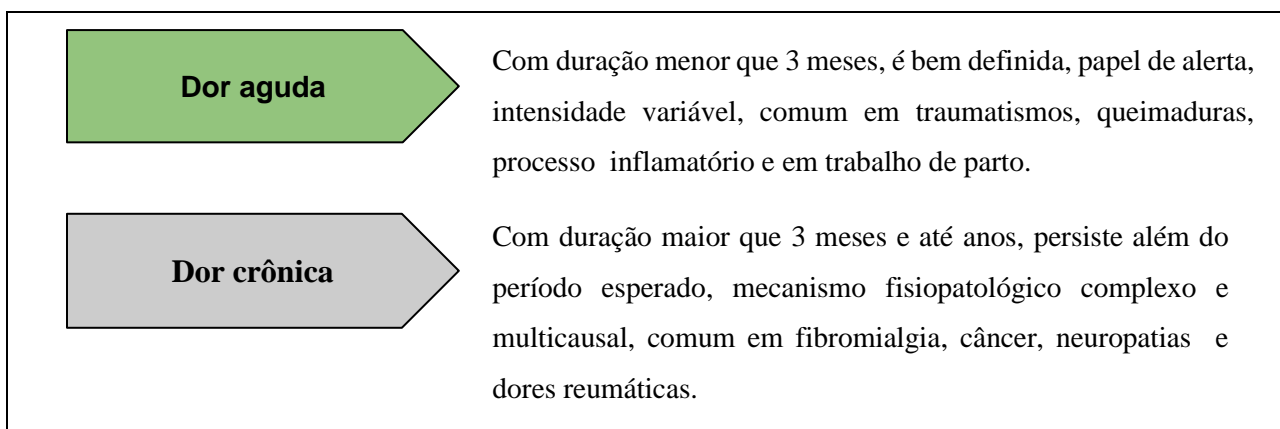 Dor aguda
Com duração menor que 3 meses, é bem definida, papel de alerta,
intensidade variável, comum em traumatismos, queimaduras,
processo inflamatório e em trabalho de parto.
Dor crônica
Com duração maior que 3 meses e até anos, persiste além do
período esperado, mecanismo fisiopatológico complexo e
multicausal, comum em fibromialgia, câncer, neuropatias e
dores reumáticas.